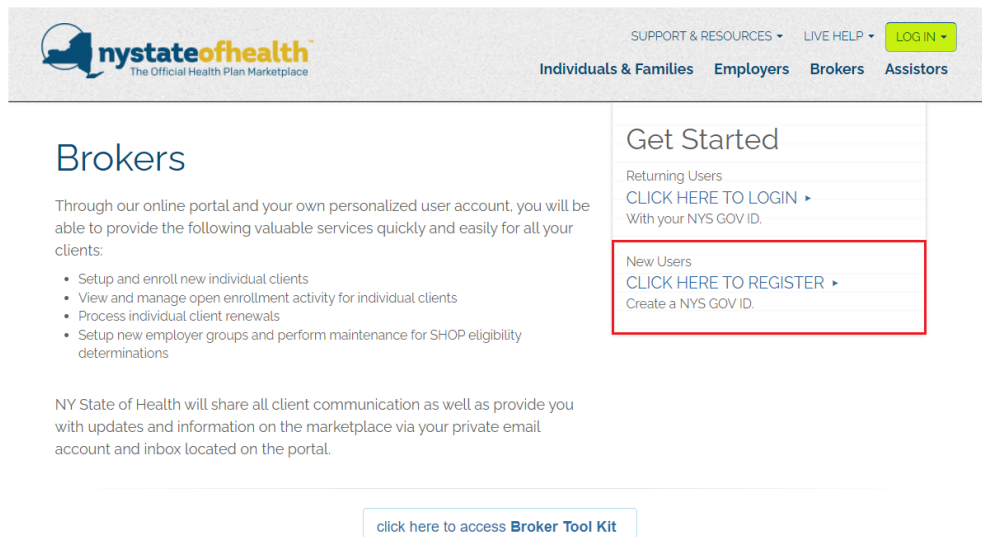 nystateofhealth™
The Official Health Plan Marketplace
SUPPORT & RESOURCES LIVE HELP LOG IN
Individuals & Families Employers Brokers Assistors
Brokers
Through our online portal and your own personalized user account, you will be
able to provide the following valuable services quickly and easily for all your
clients:
• Setup and enroll new individual clients
• View and manage open enrollment activity for individual clients
• Process individual client renewals
• Setup new employer groups and perform maintenance for SHOP eligibility
determinations
NY State of Health will share all client communication as well as provide you
with updates and information on the marketplace via your private email
account and inbox located on the portal.
Get Started
Returning Users
CLICK HERE TO LOGIN
With your NYS GOV ID.
New Users
CLICK HERE TO REGISTER
Create a NYS GOV ID.
click here to access Broker Tool Kit